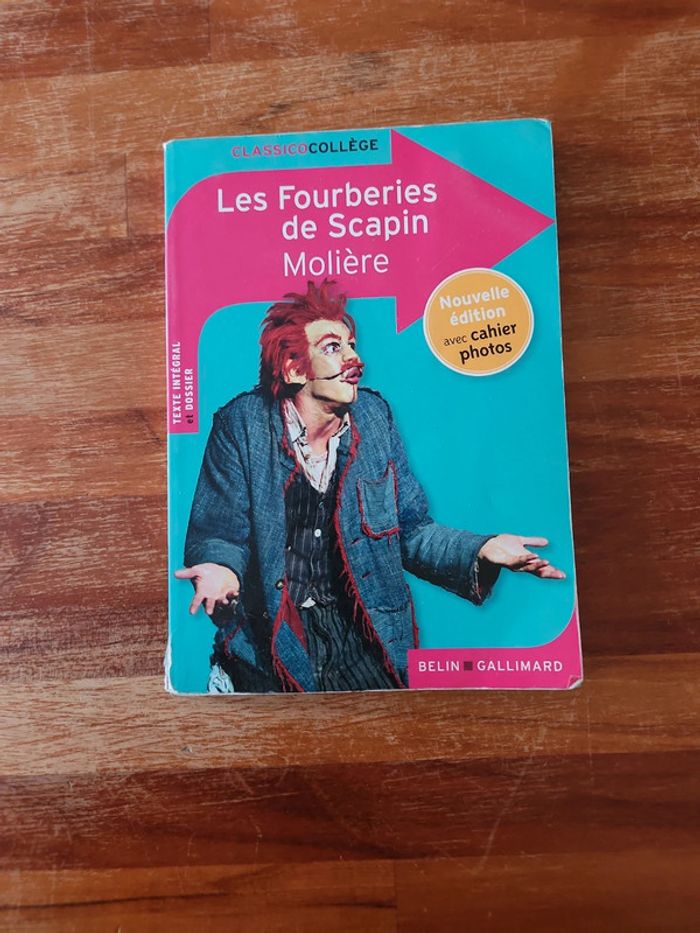 CLASSICOCOLLÈGE
Les Fourberies
de Scapin
Molière
Nouvelle
édition
avec cahier
photos
TEXTE INTÉGRAL
et DOSSIER
BELIN GALLIMARD